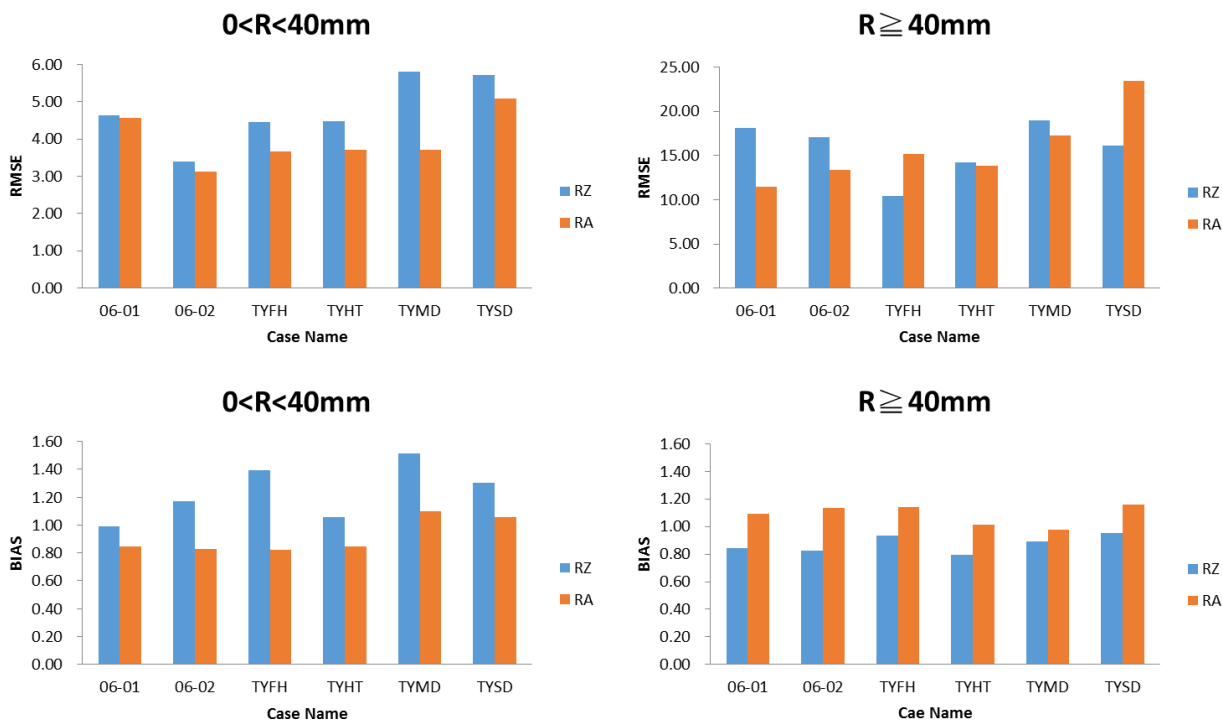 0<R<40mm
6.00
5.00
4.00
3.00
2.00
1.00
0.00
RMSE
06-01 06-02 TYFH TYHT TYMD TYSD
Case Name
RZ
RA
R≧40mm
25.00
20.00
15.00
10.00
5.00
0.00
RMSE
06-01 06-02 TYFH TYHT TYMD TYSD
Case Name
RZ
RA
0<R<40mm
1.60
1.40
1.20
1.00
0.80
0.60
0.40
0.20
0.00
BIAS
06-01 06-02 TYFH TYHT TYMD TYSD
Case Name
RZ
RA
R≧40mm
1.60
1.40
1.20
1.00
0.80
0.60
0.40
0.20
0.00
BIAS
06-01 06-02 TYFH TYHT TYMD TYSD
Cae Name
RZ
RA